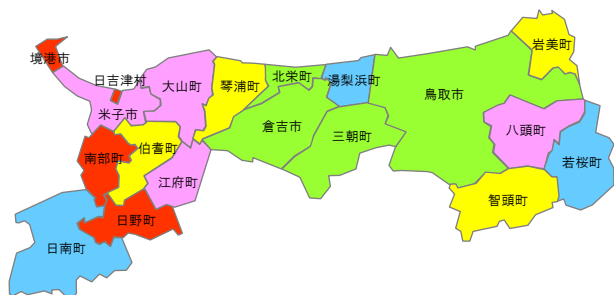 岩美町
境港市
日吉津村
大山町
琴浦町
北栄町
湯梨浜町
鳥取市
米子市
倉吉市
三朝町
八頭町
伯耆町
南部町
若桜町
江府町
智頭町
日野町
日南町